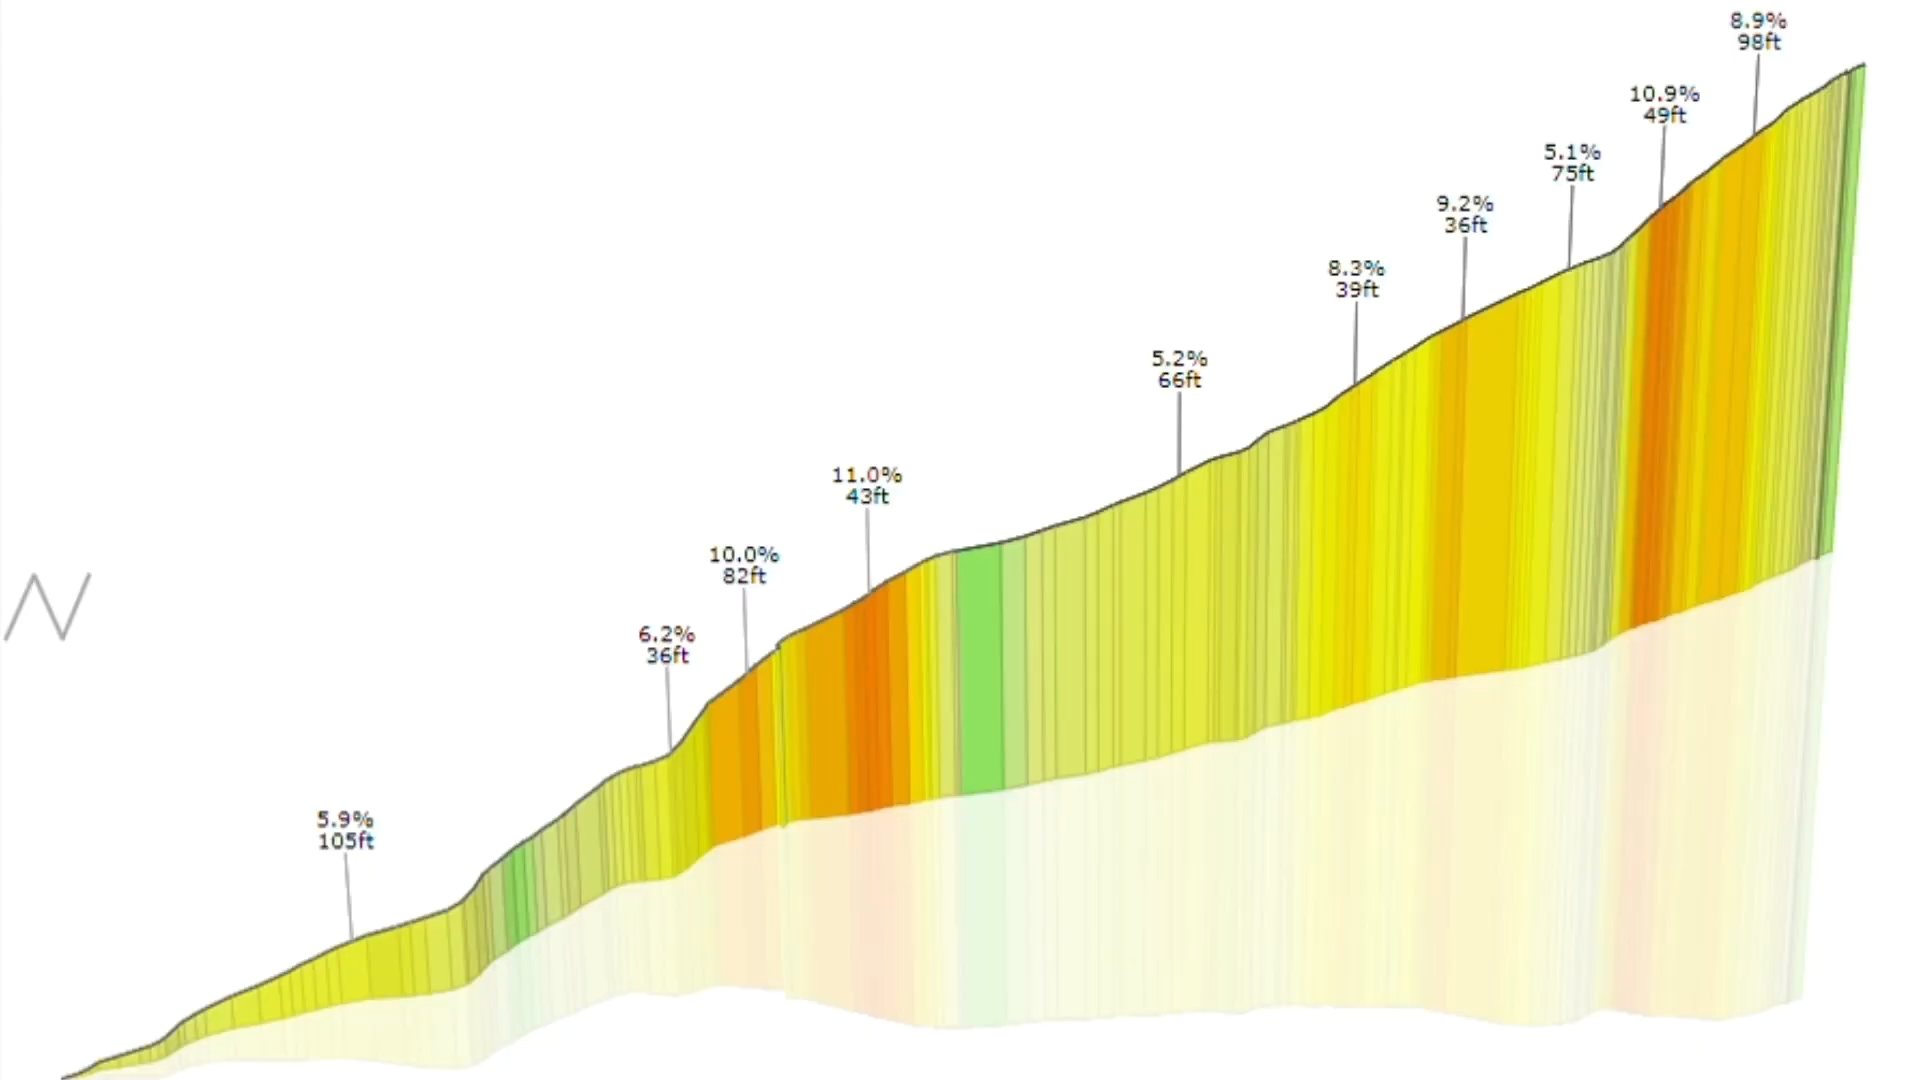 8.9%
98ft
10.9%
49ft
5.1%
75ft
9.2%
36ft
8.3%
39ft
5.2%
66ft
11.0%
43ft
10.0%
82ft
6.2%
36ft
5.9%
105ft
N